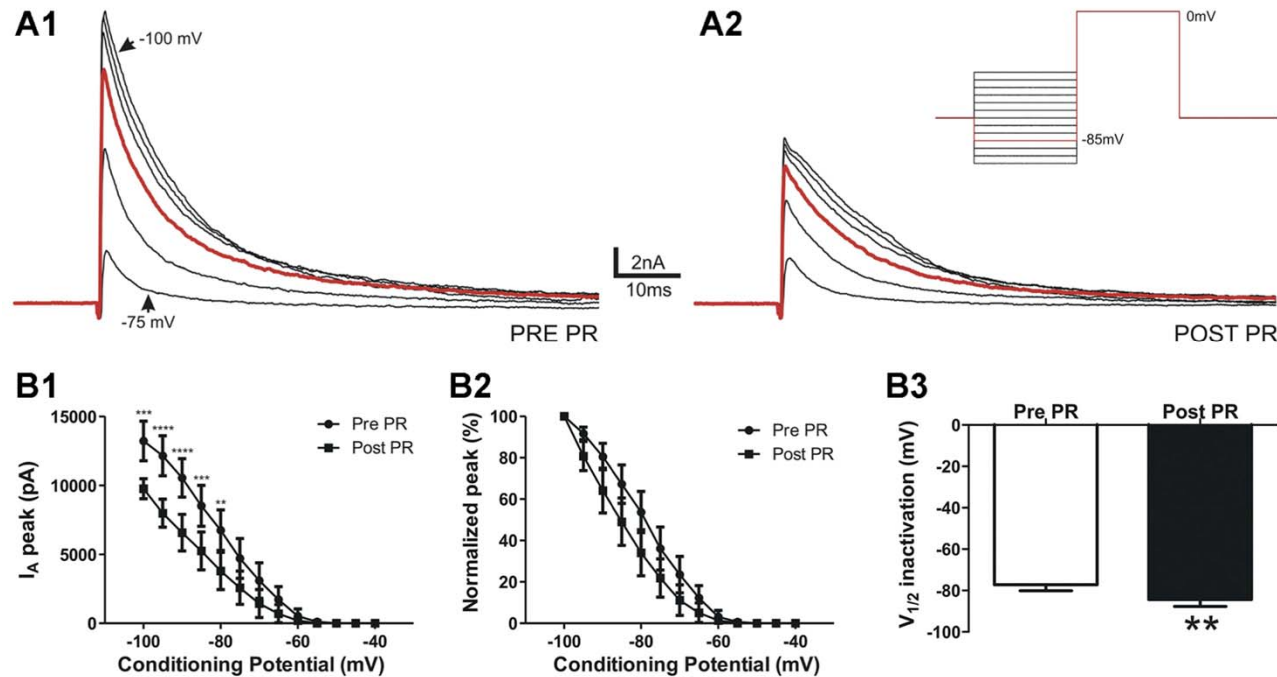 A1
-100 mV
-75 mV
PRE PR
2nA
10ms
A2
0mV
-85mV
POST PR
B1
15000
10000
5000
0
I_A peak (pA)
***
****
****
***
**
Pre PR
Post PR
-100
-80
-60
-40
Conditioning Potential (mV)
B2
100
80
60
40
20
0
Normalized peak (%)
Pre PR
Post PR
-100
-80
-60
-40
Conditioning Potential (mV)
B3
Pre PR
Post PR
0
-20
-40
-60
-80
-100
V_1/2 inactivation (mV)
**